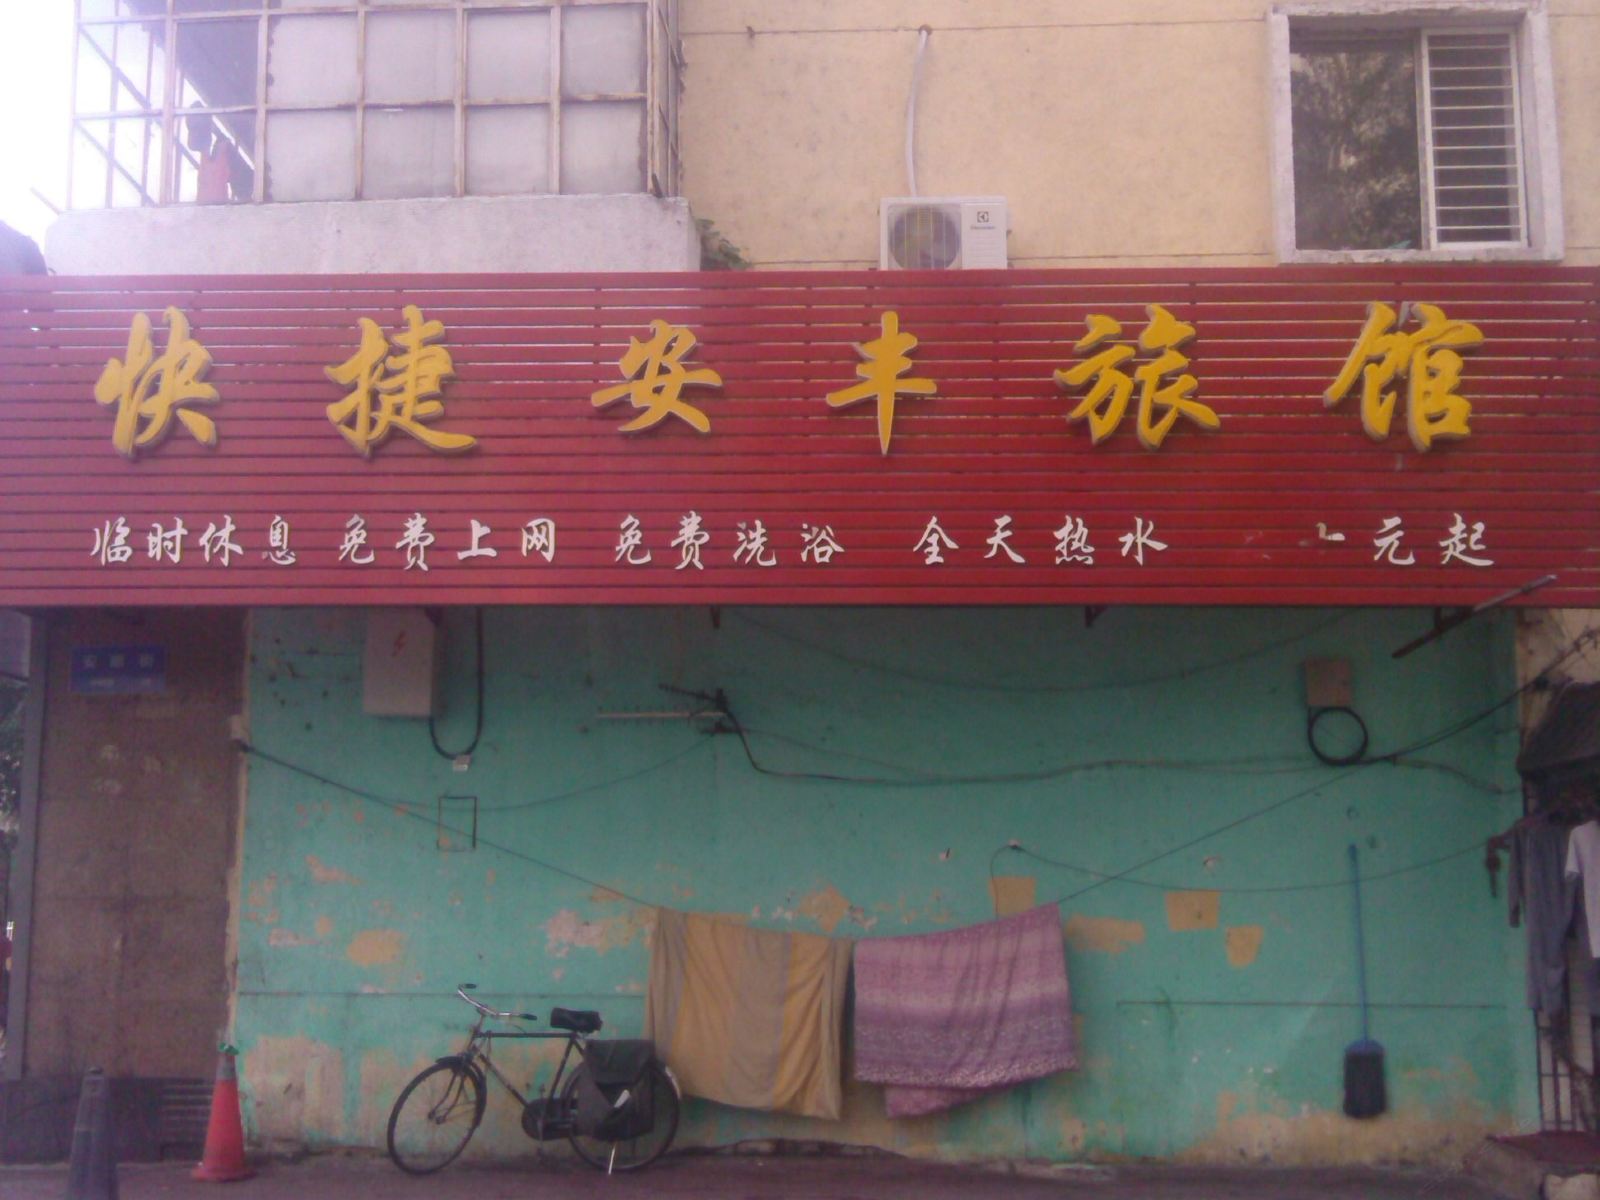 快捷安丰旅馆
临时休息 免费上网 免费洗浴 全天热水 元起